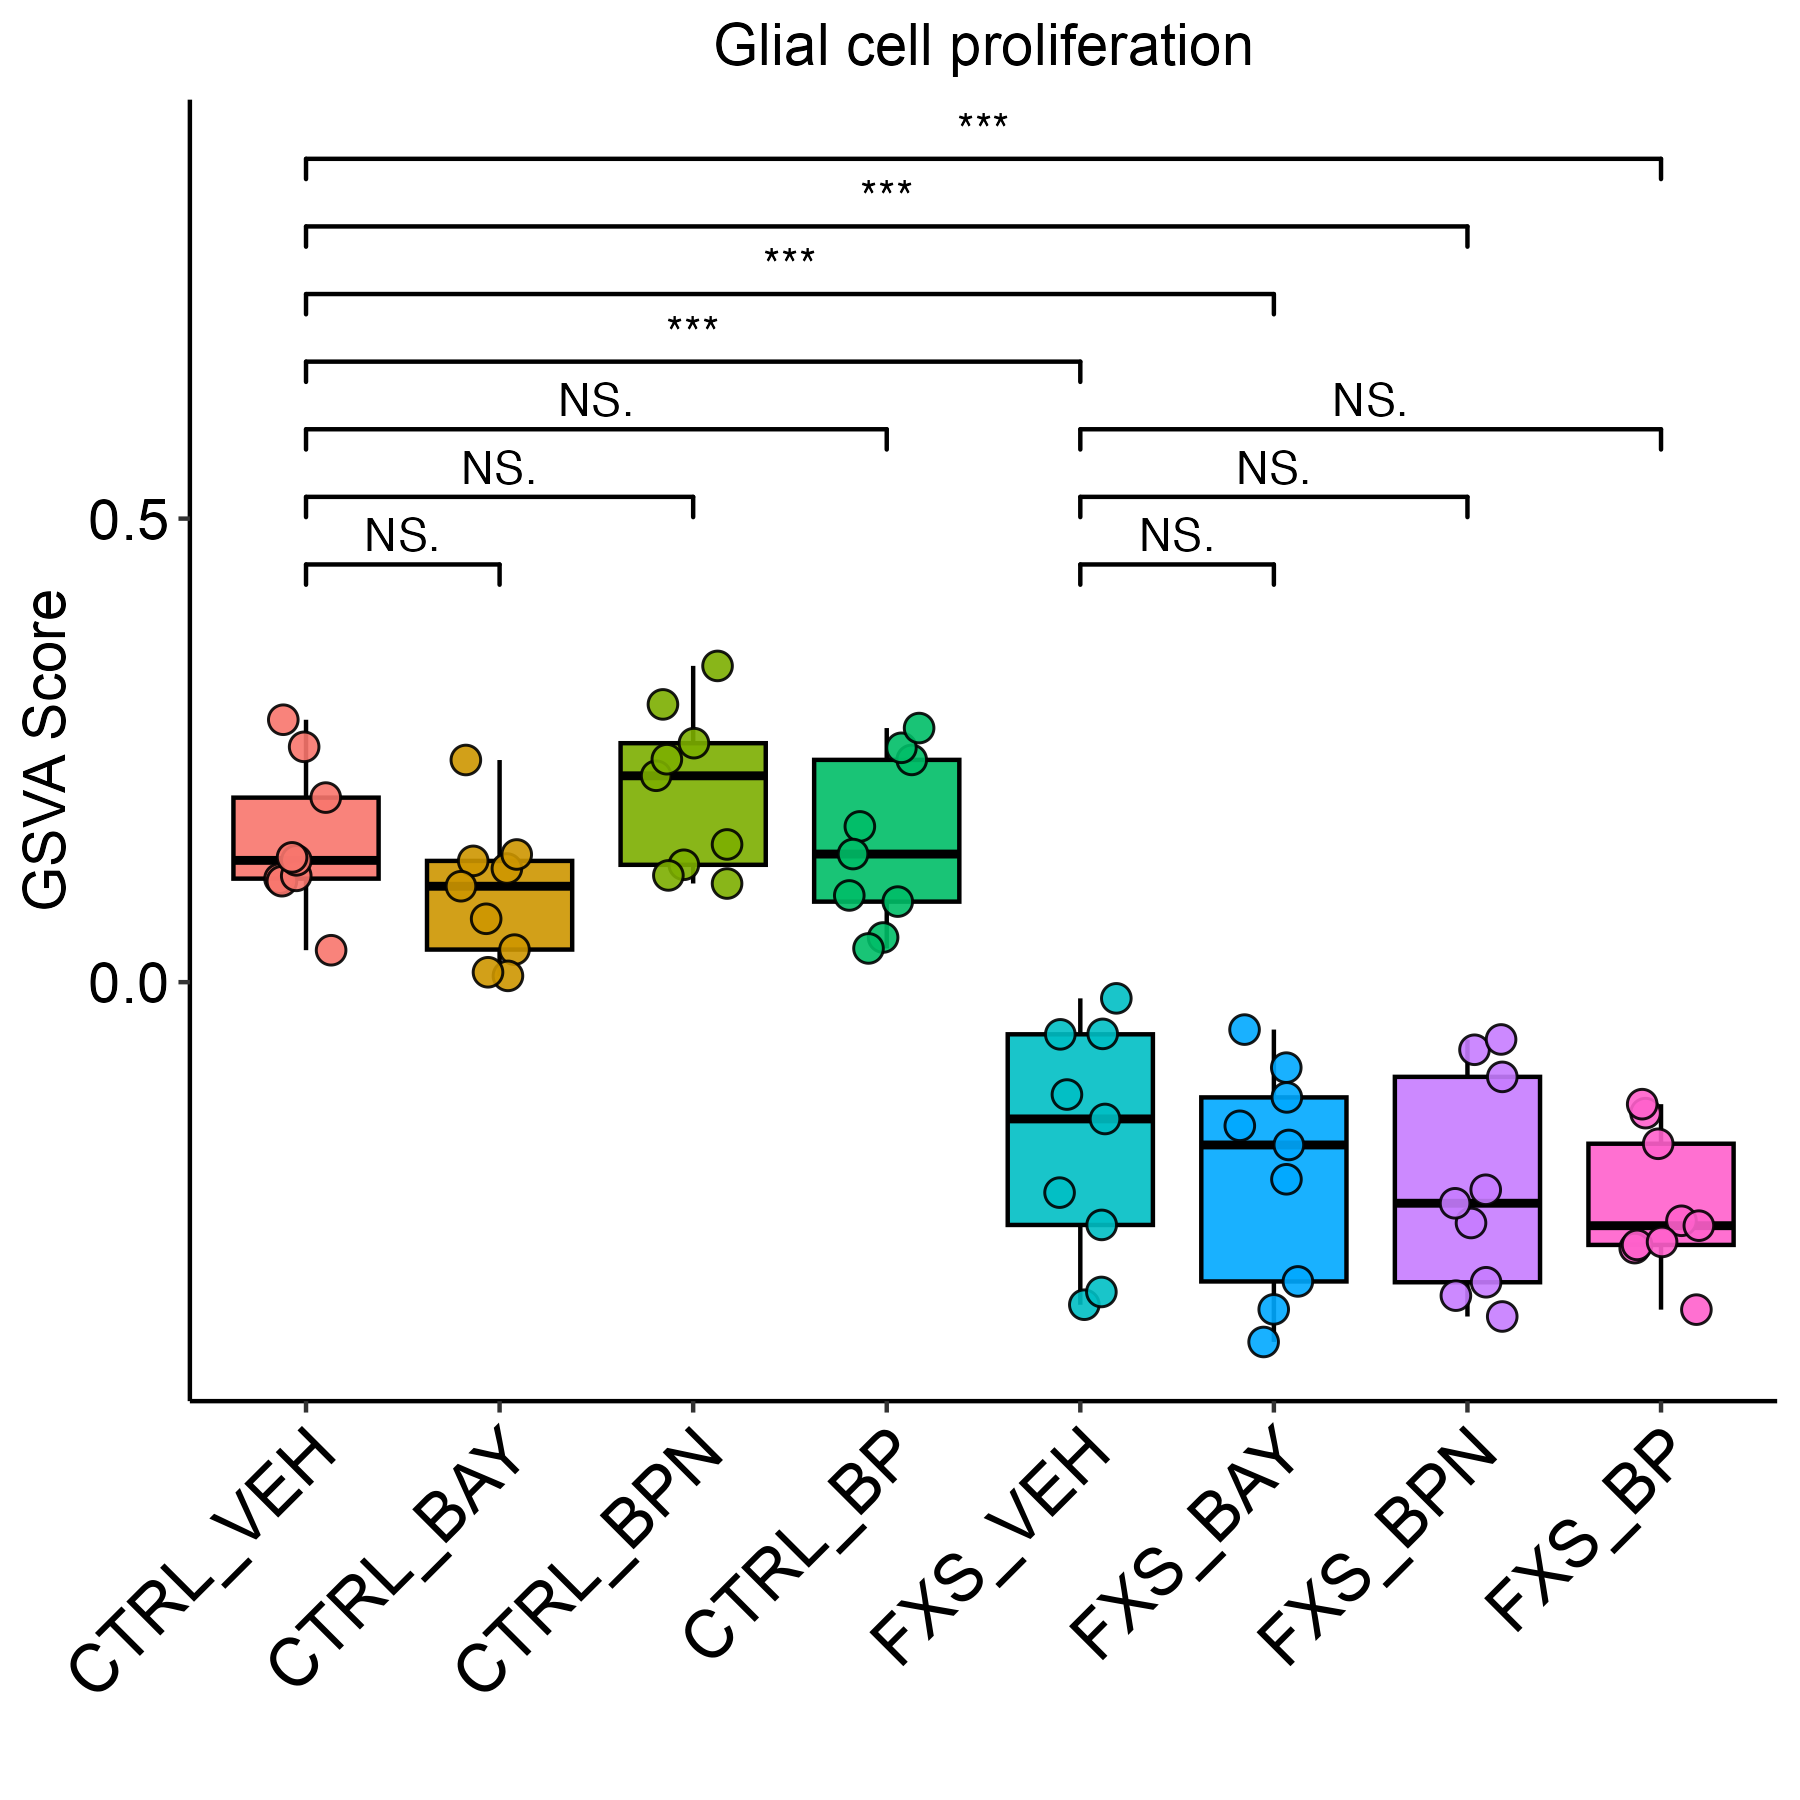 Glial cell proliferation
***
***
***
***
NS. NS.
NS. NS.
NS. NS.
0.5
0.0
GSVA Score
CTRL_VEH
CTRL_BAY
CTRL_BPN
CTRL_BP
FXS_VEH
FXS_BAY
FXS_BPN
FXS_BP